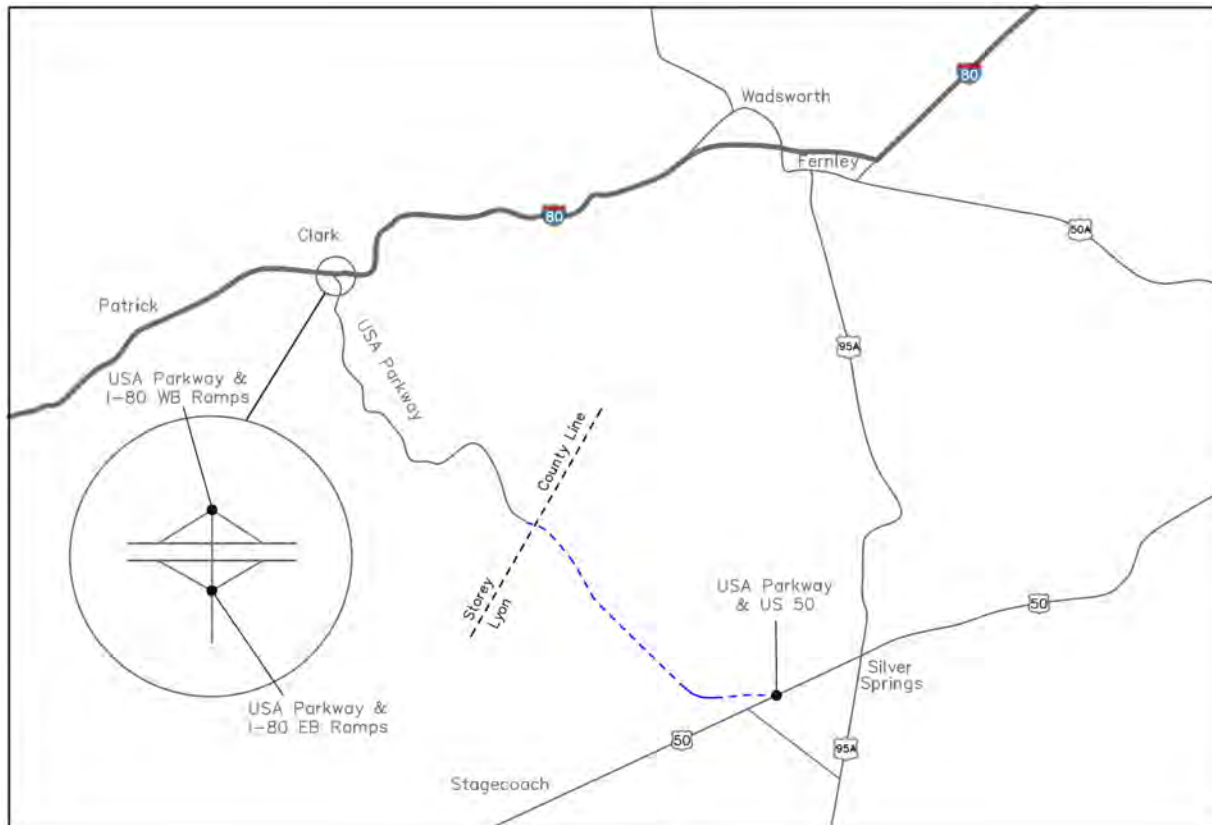 80
Wadsworth
Fernley
80
50A
Clark
Patrick
USA Parkway
95A
USA Parkway &
I-80 WB Ramps
County Line
Storey
Lyon
USA Parkway
& US 50
50
Silver
Springs
USA Parkway &
I-80 EB Ramps
50
95A
Stagecoach